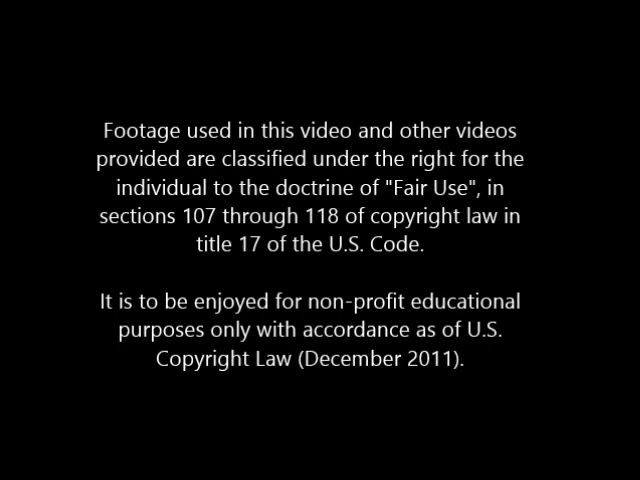 Footage used in this video and other videos
provided are classified under the right for the
individual to the doctrine of "Fair Use", in
sections 107 through 118 of copyright law in
title 17 of the U.S. Code.
It is to be enjoyed for non-profit educational
purposes only with accordance as of U.S.
Copyright Law (December 2011).